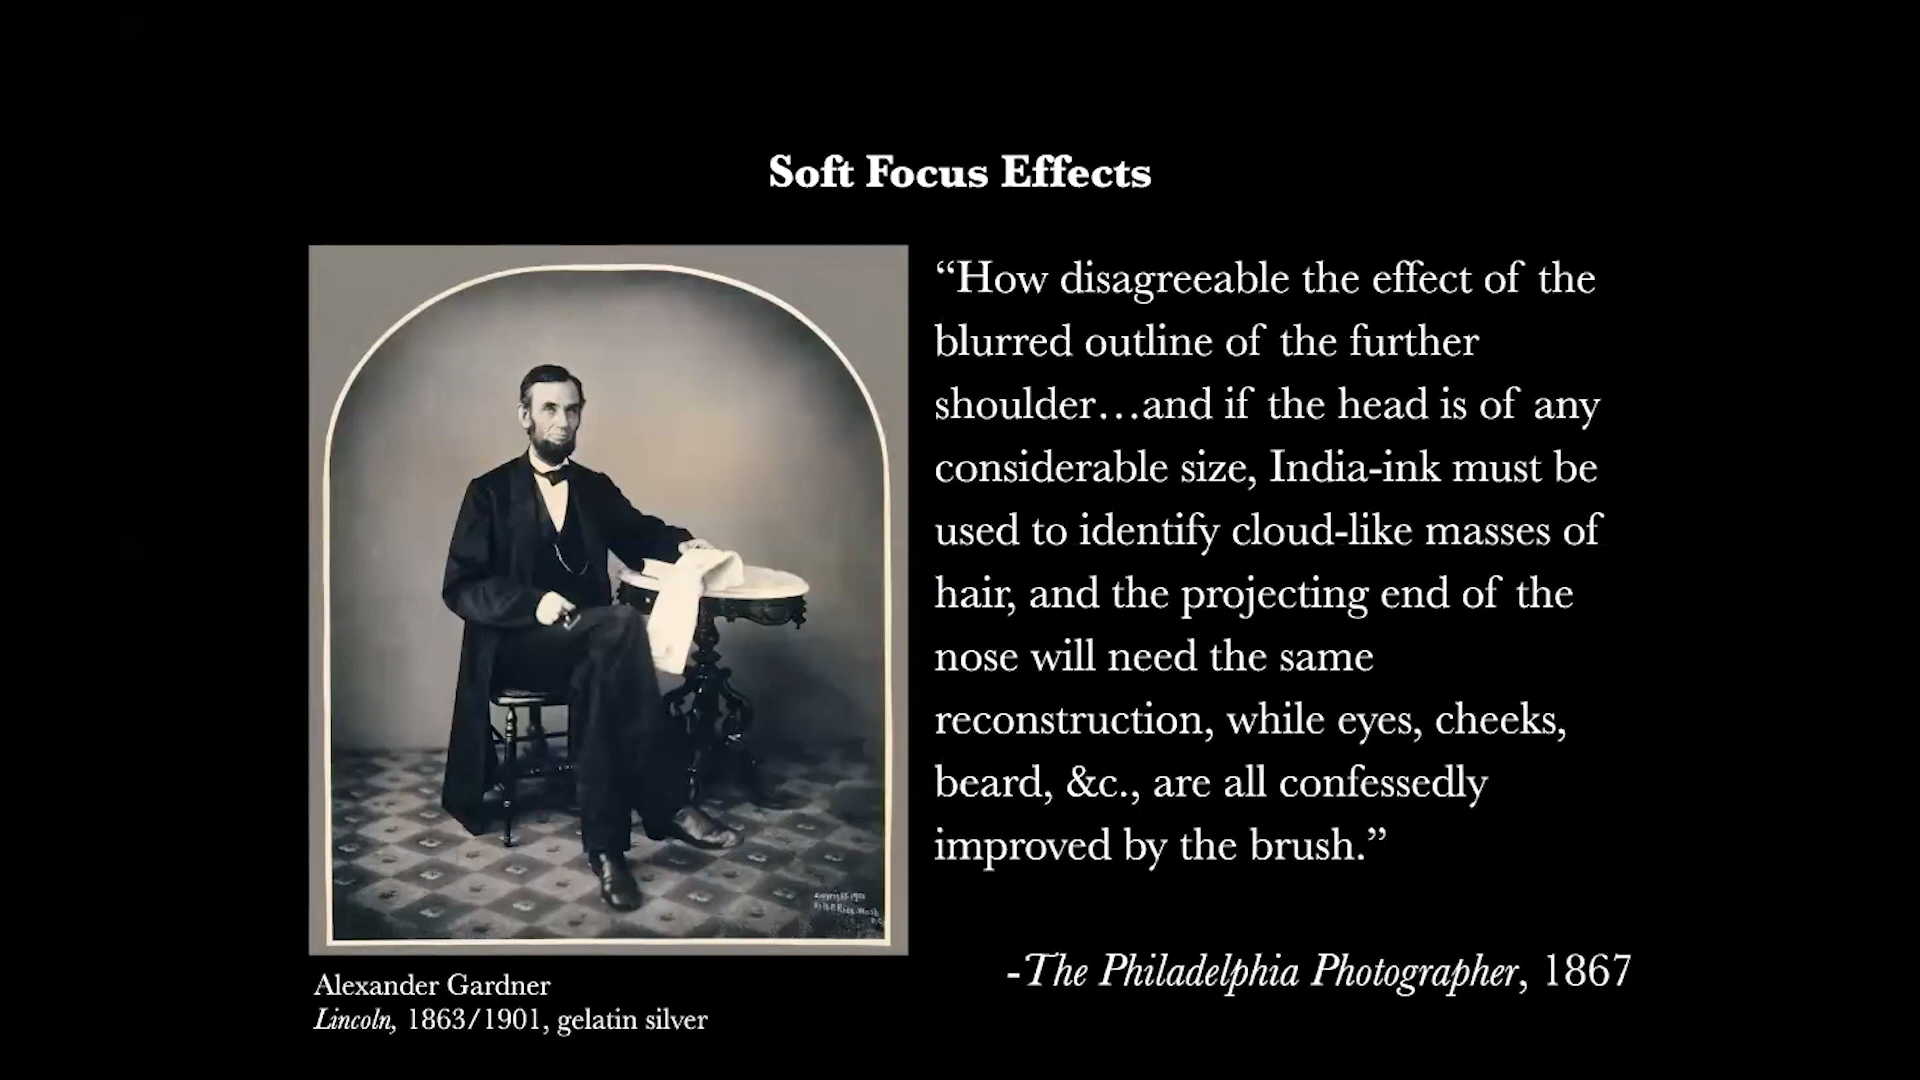 Soft Focus Effects
“How disagreeable the effect of the
blurred outline of the further
shoulder…and if the head is of any
considerable size, India-ink must be
used to identify cloud-like masses of
hair, and the projecting end of the
nose will need the same
reconstruction, while eyes, cheeks,
beard, &c., are all confessedly
improved by the brush.”
-The Philadelphia Photographer, 1867
Alexander Gardner
Lincoln, 1863/1901, gelatin silver